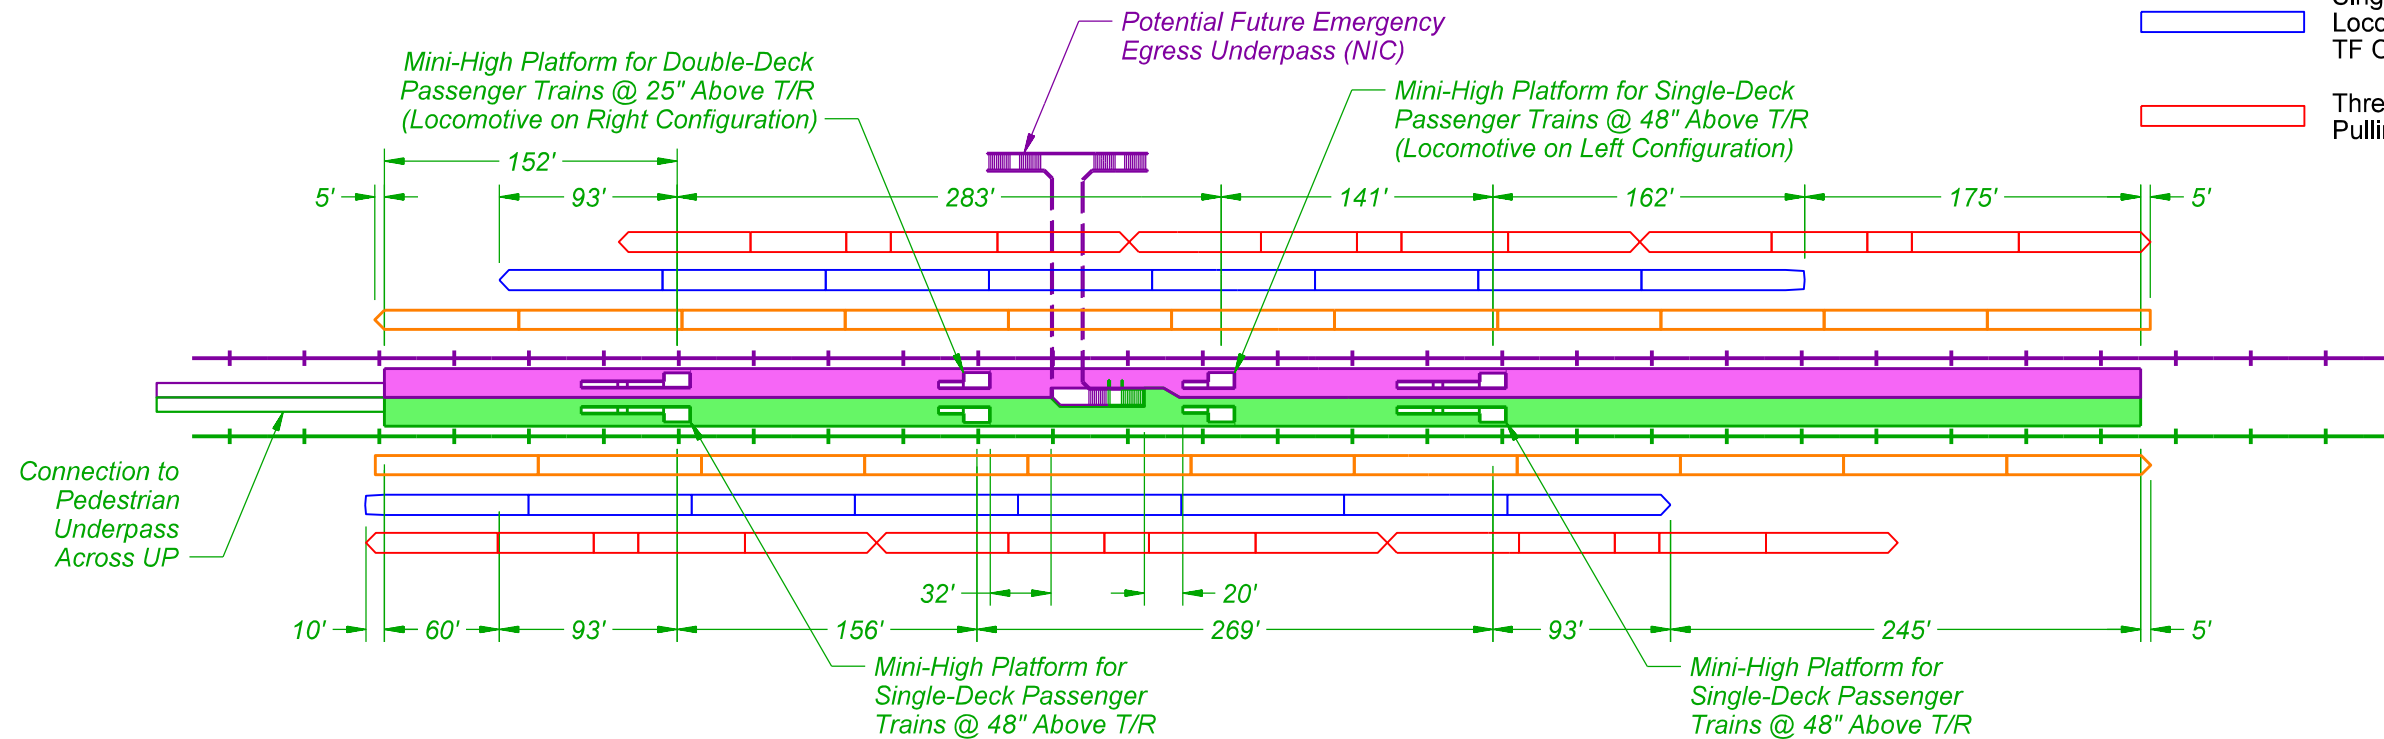 Potential Future Emergency
Egress Underpass (NIC)
Mini-High Platform for Double-Deck
Passenger Trains @ 25" Above T/R
(Locomotive on Right Configuration)
Mini-High Platform for Single-Deck
Passenger Trains @ 48" Above T/R
(Locomotive on Left Configuration)
TF
152'
5'
93'
283'
141'
162'
175'
5'
Connection to
Pedestrian
Underpass
Across UP
32'
20'
10'
60'
93'
156'
269'
93'
245'
5'
Mini-High Platform for
Single-Deck Passenger
Trains @ 48" Above T/R
Mini-High Platform for
Single-Deck Passenger
Trains @ 48" Above T/R